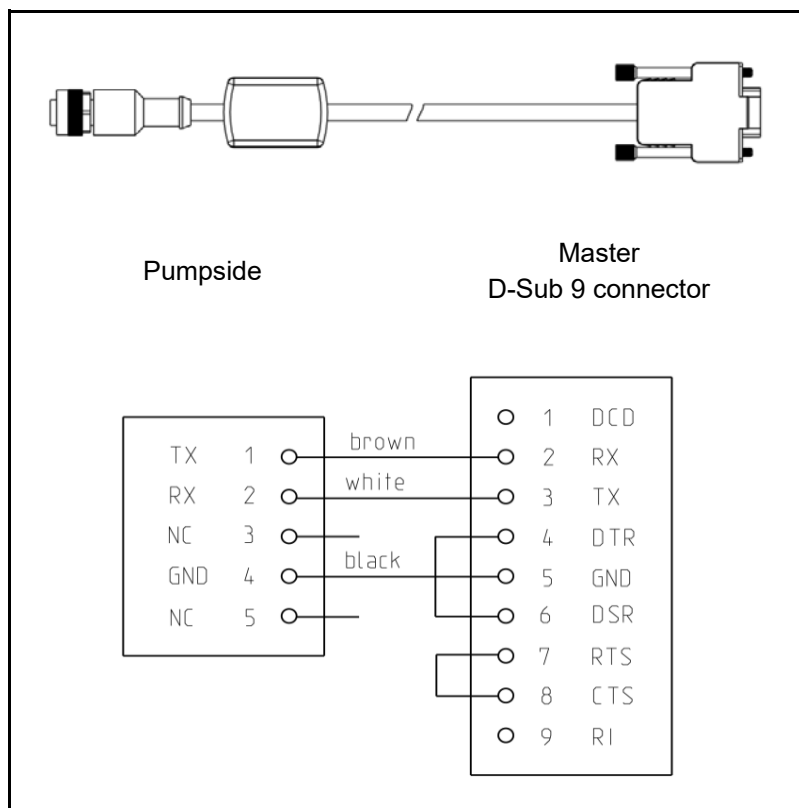 Pumpside
Master
D-Sub 9 connector
TX 1
RX 2
NC 3
GND 4
NC 5
brown
white
black
1 DCD
2 RX
3 TX
4 DTR
5 GND
6 DSR
7 RTS
8 CTS
9 RI